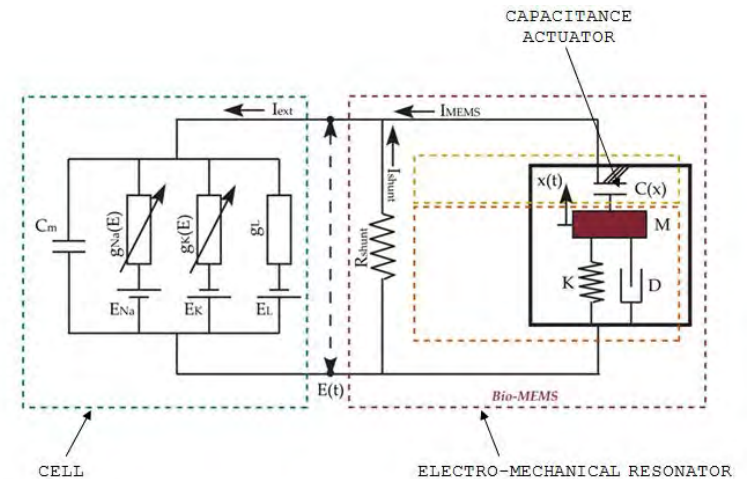 CAPACITANCE
ACTUATOR
Iext
IMEMS
Ishunt
x(t)
C(x)
Cm
gNa(E)
gK(E)
gL
Rshunt
M
K
D
ENa
EK
EL
E(t)
Bio-MEMS
CELL
ELECTRO-MECHANICAL RESONATOR